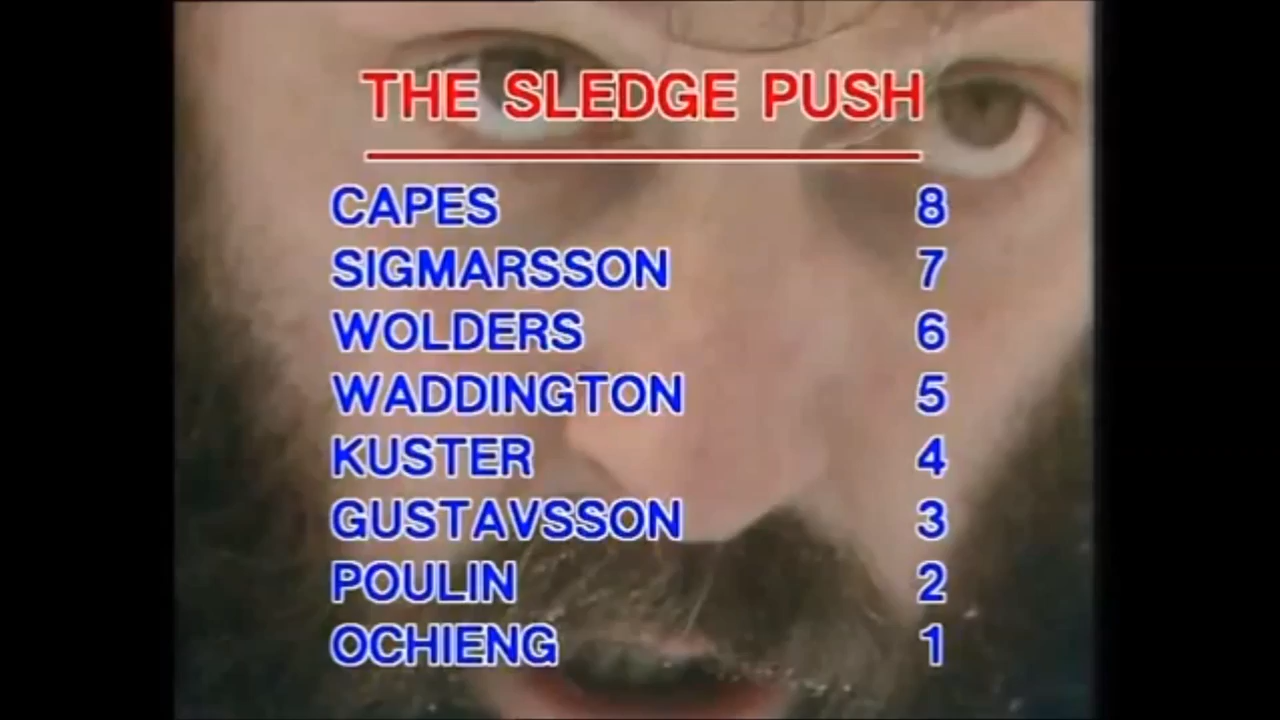 THE SLEDGE PUSH
CAPES 8
SIGMARSSON 7
WOLDERS 6
WADDINGTON 5
KUSTER 4
GUSTAVSSON 3
POULIN 2
OCHIENG 1